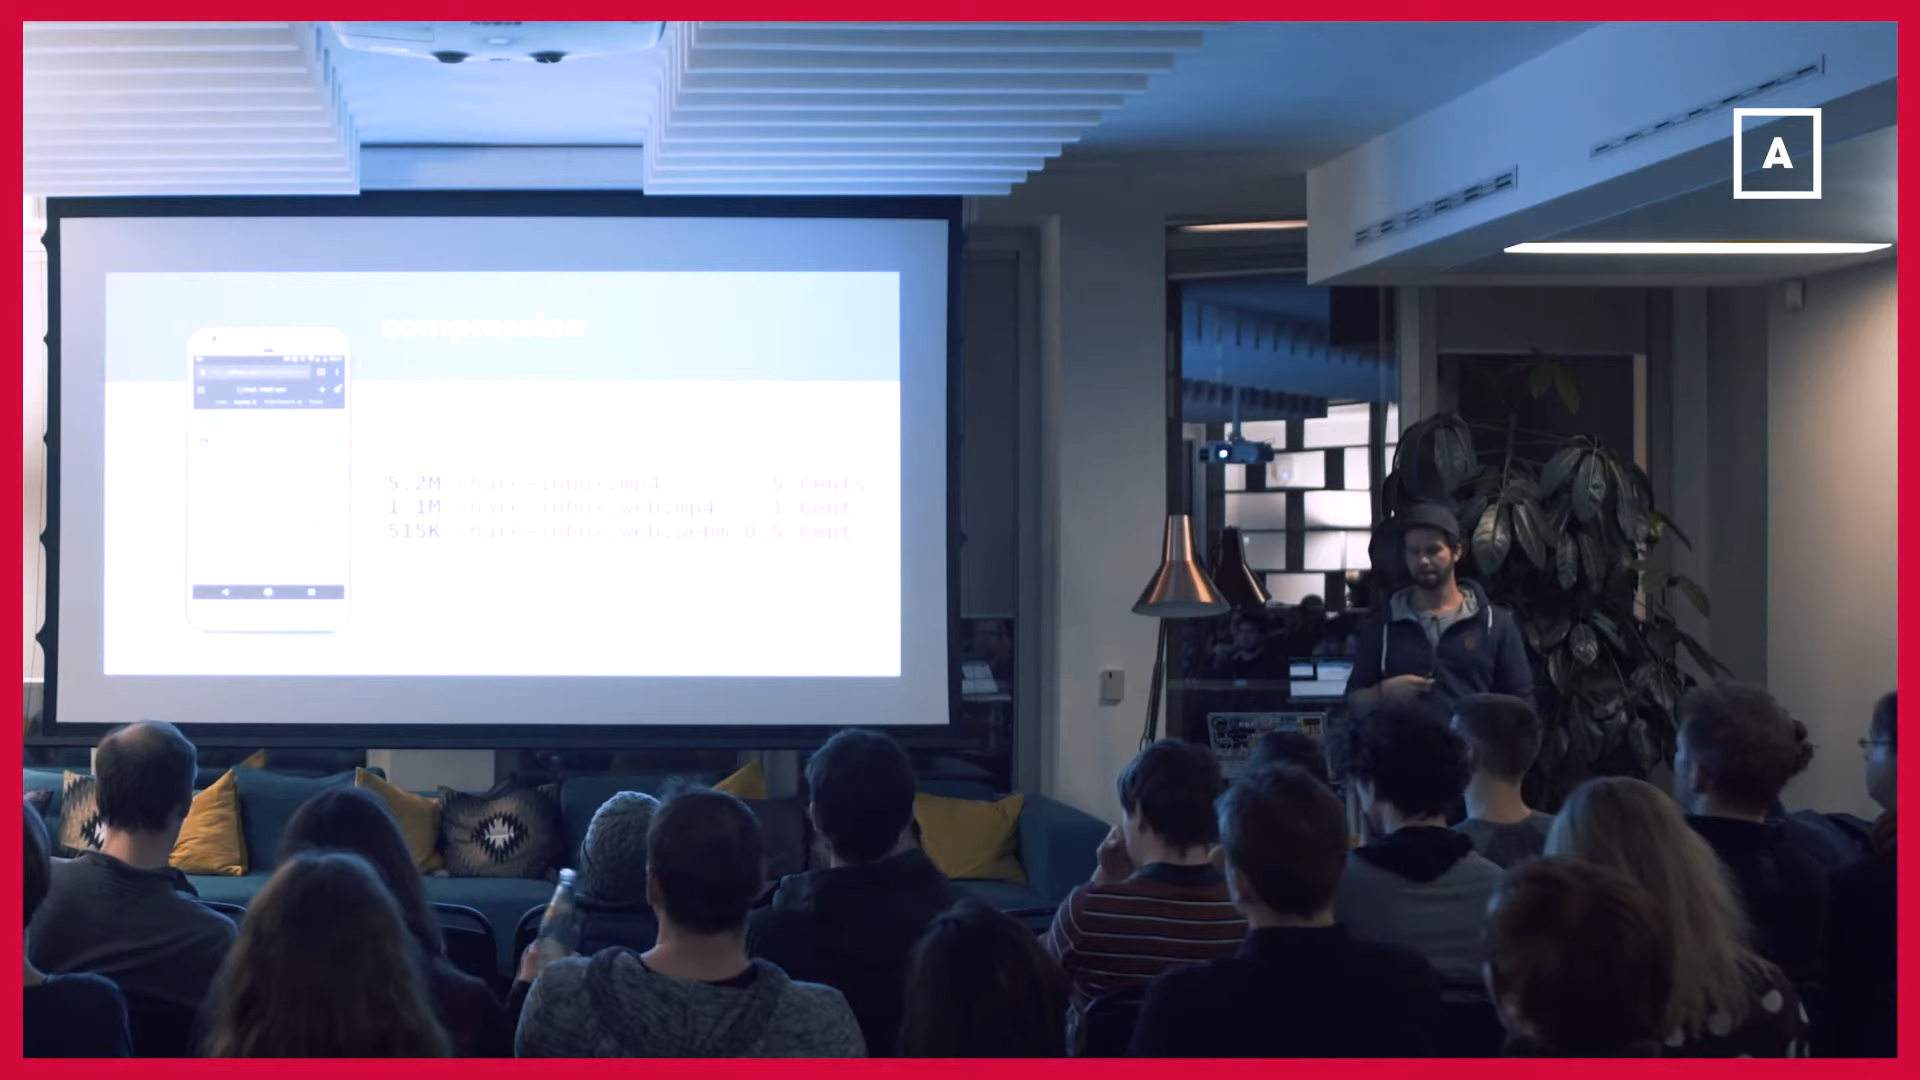 A
compression
5.2M share-inbox.mp4 5 Cents
1.1M share-inbox_web.mp4 1 Cent
515K share-inbox_web.webm 0.5 Cent